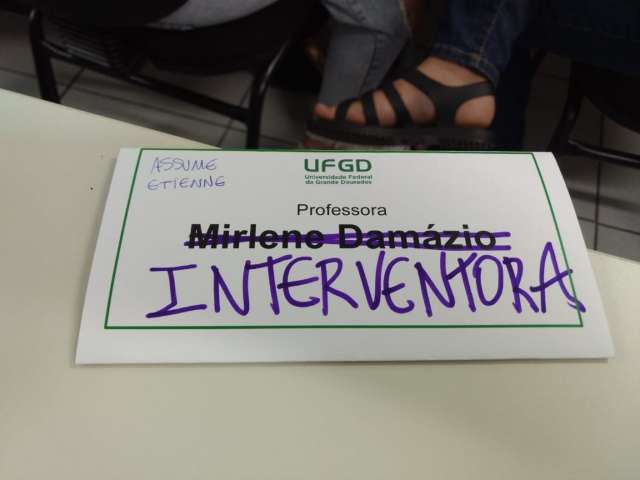 ASSUME
ETIENNE
UFGD
Universidade Federal
da Grande Dourados
Professora
Mirlene Damázio
INTERVENTORA